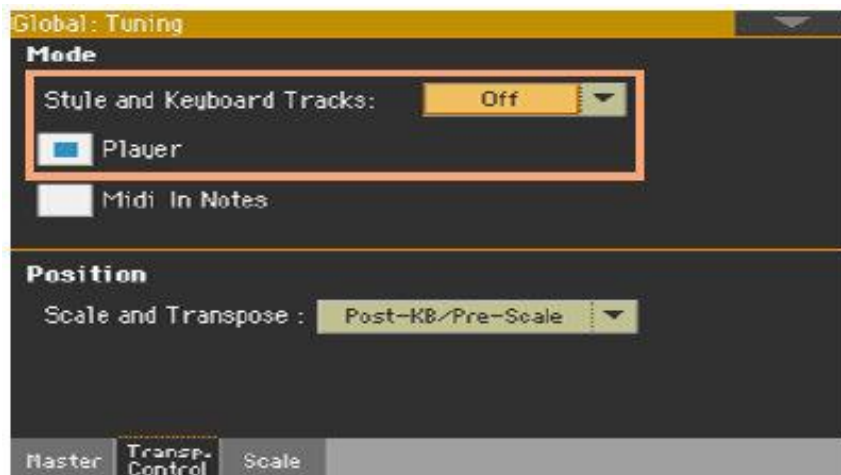 Global: Tuning
Mode
Style and Keyboard Tracks: Off
Player
Midi In Notes
Position
Scale and Transpose : Post-KB/Pre-Scale
Master Transp. Control Scale